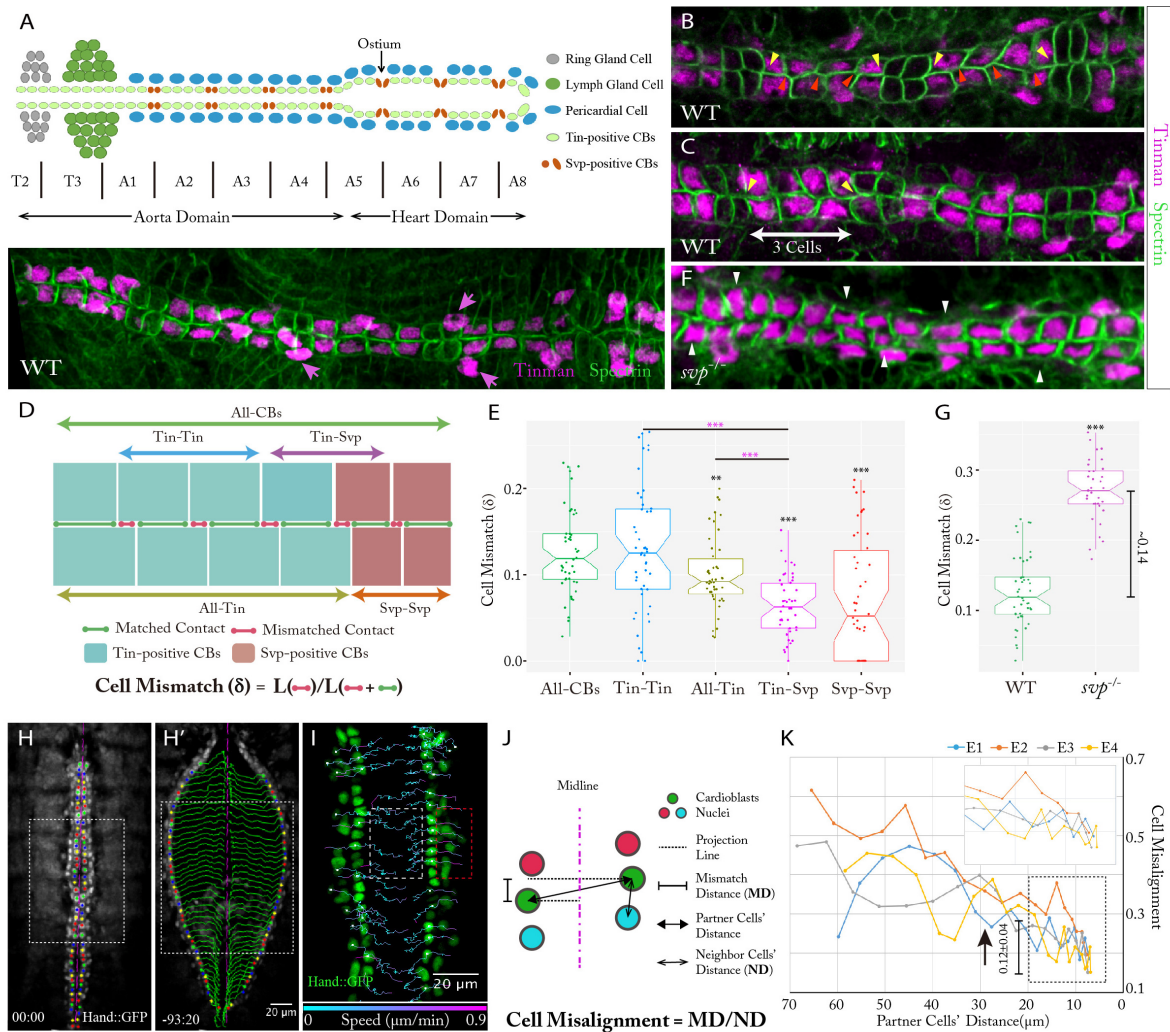 A
Ostium
Ring Gland Cell
Lymph Gland Cell
Pericardial Cell
Tin-positive CBs
Svp-positive CBs
T2 T3 A1 A2 A3 A4 A5 A6 A7 A8
Aorta Domain Heart Domain
WT
Tinman Spectrin
B
WT
C
WT
3 Cells
F
svp-/-
Tinman Spectrin
D
All-CBs
Tin-Tin Tin-Svp
All-Tin Svp-Svp
Matched Contact Mismatched Contact
Tin-positive CBs Svp-positive CBs
Cell Mismatch (δ) = L( )/L( + )
E
Cell Mismatch (δ)
0.2
0.1
0.0
***
***
**
***
***
All-CBs Tin-Tin All-Tin Tin-Svp Svp-Svp
G
Cell Mismatch (δ)
0.3
0.2
0.1
***
~0.14
WT svp-/-
H
00:00 Hand::GFP
H'
-93:20
20 μm
I
Hand::GFP
20 μm
0 Speed (μm/min) 0.9
J
Midline
Cardioblasts
Nuclei
Projection
Line
Mismatch
Distance (MD)
Partner Cells'
Distance
Neighbor Cells'
Distance (ND)
Cell Misalignment = MD/ND
K
E1 E2 E3 E4
0.7
0.5
0.3
0.1
Cell Misalignment
0.12±0.04
70 60 50 40 30 20 10 0
Partner Cells' Distance(μm)